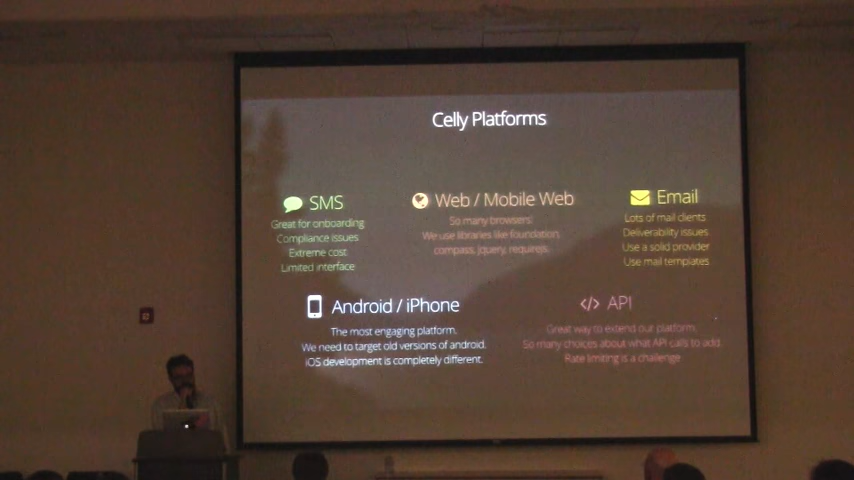 Celly Platforms
SMS
Great for onboarding
Compliance issues
Extreme cost
Limited interface
Web / Mobile Web
So many browsers!
We use libraries like foundation,
compass, jquery, requirejs.
Email
Lots of mail clients
Deliverability issues
Use a solid provider
Use mail templates
Android / iPhone
The most engaging platform.
We need to target old versions of android.
iOS development is completely different.
</> API
Great way to extend our platform.
So many choices about what API calls to add
Rate limiting is a challenge